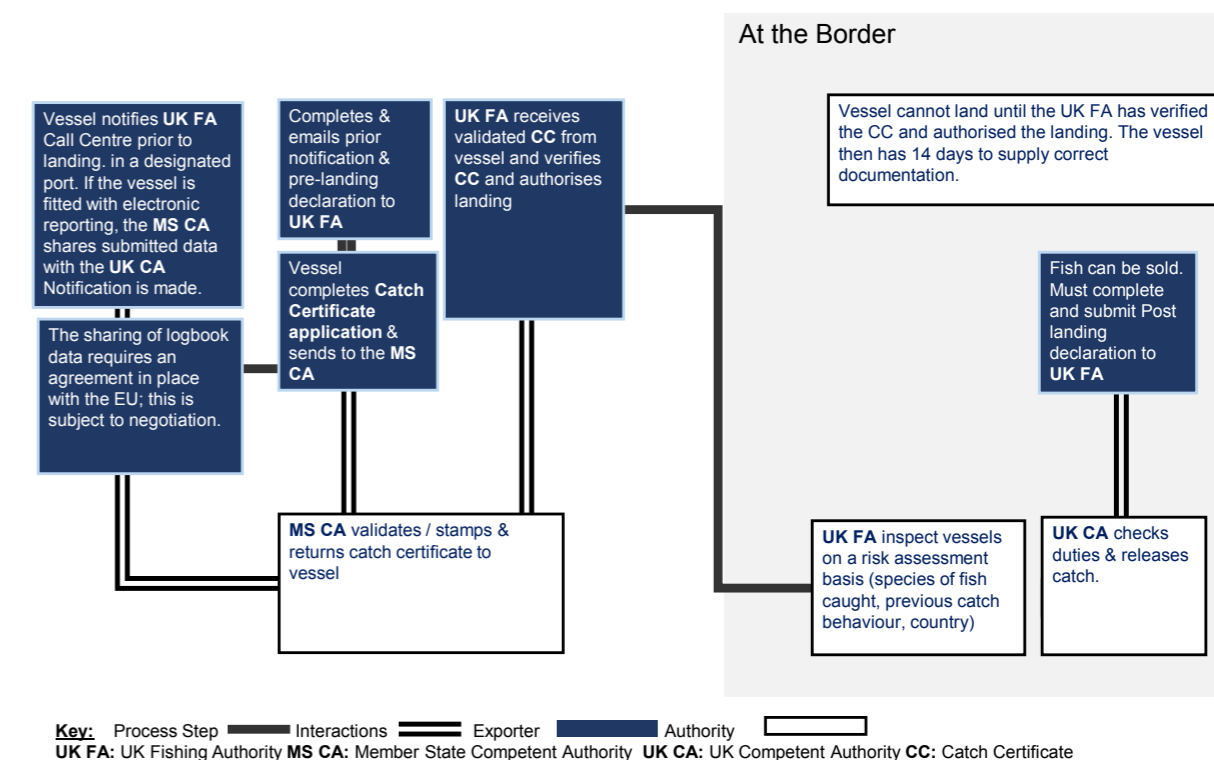 At the Border
Vessel notifies UK FA
Call Centre prior to
landing. in a designated
port. If the vessel is
fitted with electronic
reporting, the MS CA
shares submitted data
with the UK CA
Notification is made.
The sharing of logbook
data requires an
agreement in place
with the EU; this is
subject to negotiation.
Completes &
emails prior
notification &
pre-landing
declaration to
UK FA
Vessel
completes Catch
Certificate
application &
sends to the MS
CA
UK FA receives
validated CC from
vessel and verifies
CC and authorises
landing
MS CA validates / stamps &
returns catch certificate to
vessel
Vessel cannot land until the UK FA has verified
the CC and authorised the landing. The vessel
then has 14 days to supply correct
documentation.
UK FA inspect vessels
on a risk assessment
basis (species of fish
caught, previous catch
behaviour, country)
Fish can be sold.
Must complete
and submit Post
landing
declaration to
UK FA
UK CA checks
duties & releases
catch.
Key: Process Step Interactions Exporter Authority
UK FA: UK Fishing Authority MS CA: Member State Competent Authority UK CA: UK Competent Authority CC: Catch Certificate